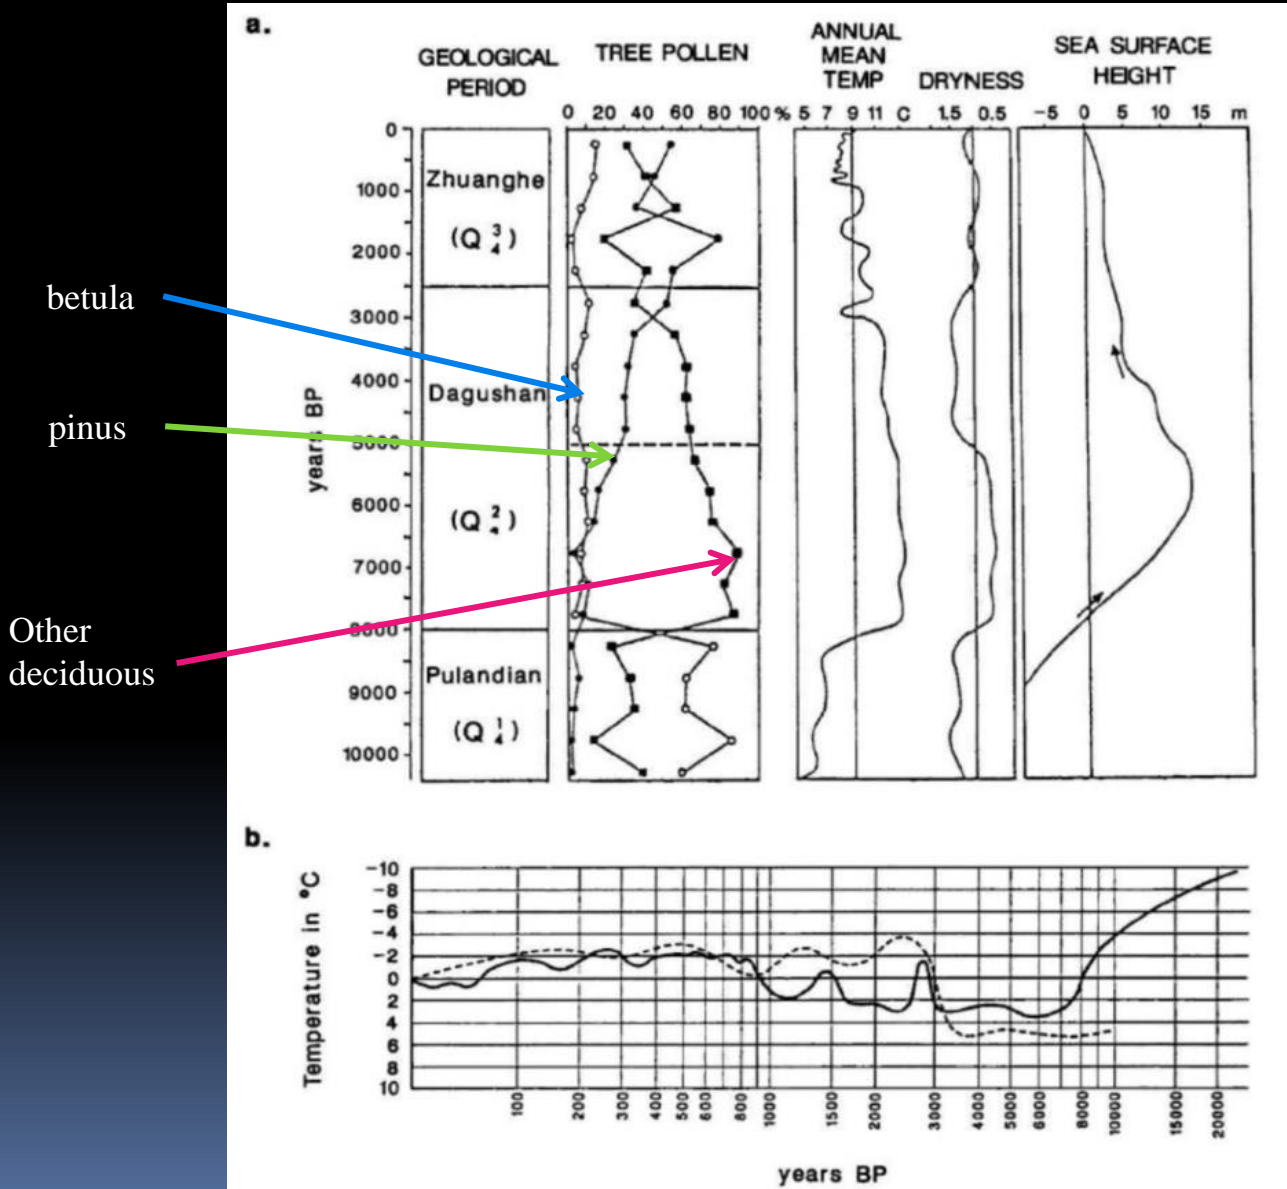 a.
GEOLOGICAL
PERIOD
TREE POLLEN
ANNUAL
MEAN
TEMP
DRYNESS
SEA SURFACE
HEIGHT
0 20 40 60 80 100 %
5 7 9 11 C
1.5 0.5
-5 0 5 10 15 m
0
1000
2000
3000
4000
5000
6000
7000
8000
9000
10000
years BP
Zhuanghe
(Q 3 4)
Dagushan
(Q 2 4)
Pulandian
(Q 1 4)
betula
pinus
Other
deciduous
b.
Temperature in °C
-10
-8
-6
-4
-2
0
2
4
6
8
10
100 200 300 400 500 600 800 1000 1500 2000 3000 4000 5000 6000 8000 10000 15000 20000
years BP